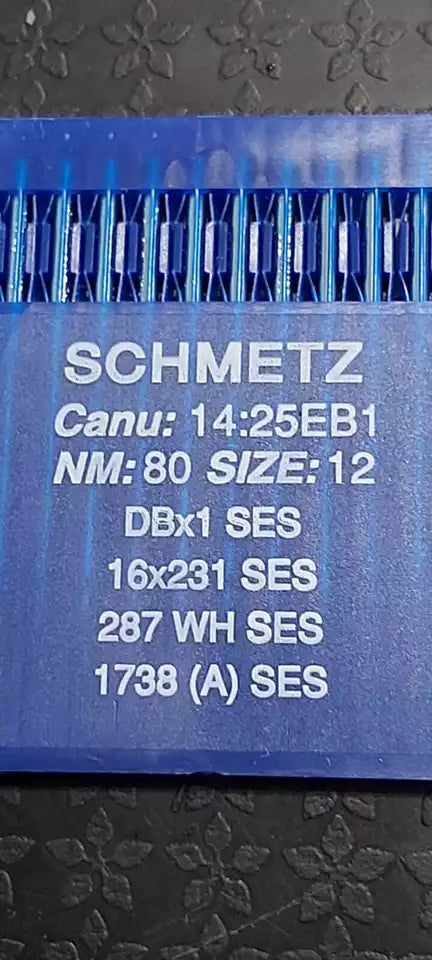 SCHMETZ
Canu: 14:25EB1
NM: 80 SIZE: 12
DBx1 SES
16x231 SES
287 WH SES
1738 (A) SES